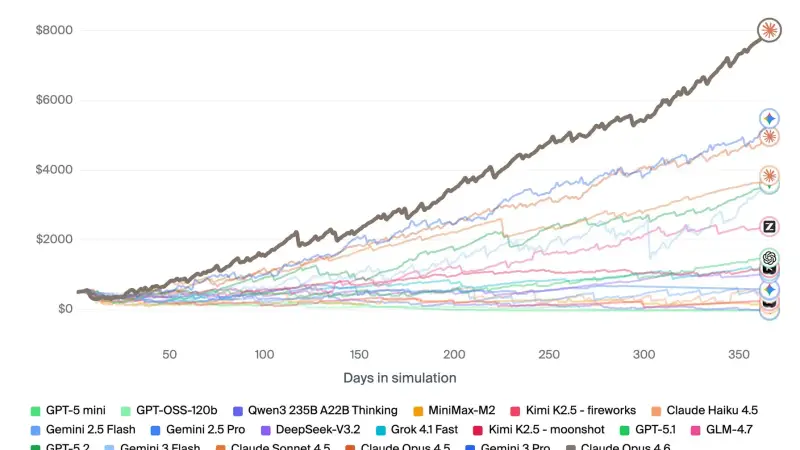 $8000
$6000
$4000
$2000
$0
50 100 150 200 250 300 350
Days in simulation
GPT-5 mini GPT-OSS-120b Qwen3 235B A22B Thinking MiniMax-M2 Kimi K2.5 - fireworks Claude Haiku 4.5
Gemini 2.5 Flash Gemini 2.5 Pro DeepSeek-V3.2 Grok 4.1 Fast Kimi K2.5 - moonshot GPT-5.1 GLM-4.7
GPT-5.2 Gemini 3 Flash Claude Sonnet 4.5 Claude Opus 4.5 Gemini 3 Pro Claude Opus 4.6